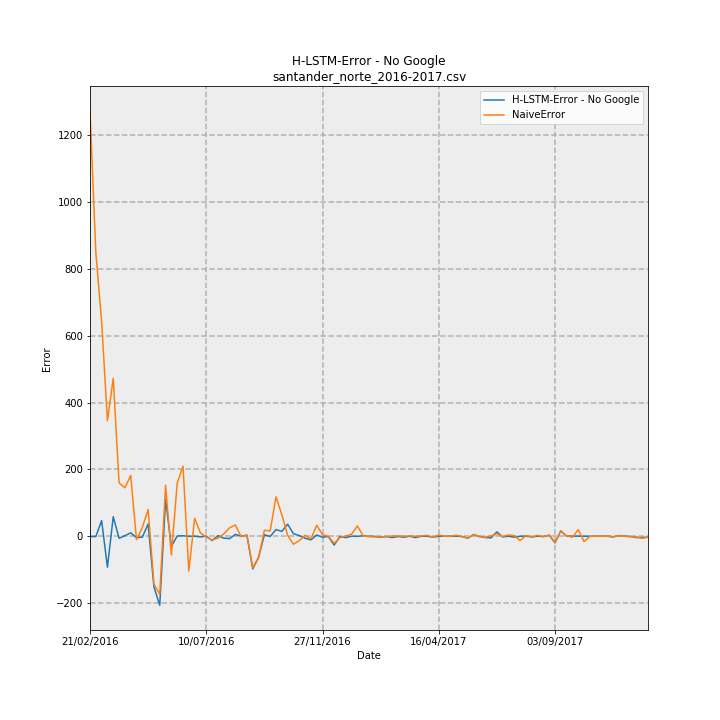 H-LSTM-Error - No Google
santander_norte_2016-2017.csv
H-LSTM-Error - No Google
NaiveError
1200
1000
800
600
400
200
0
−200
Error
21/02/2016
10/07/2016
27/11/2016
16/04/2017
03/09/2017
Date